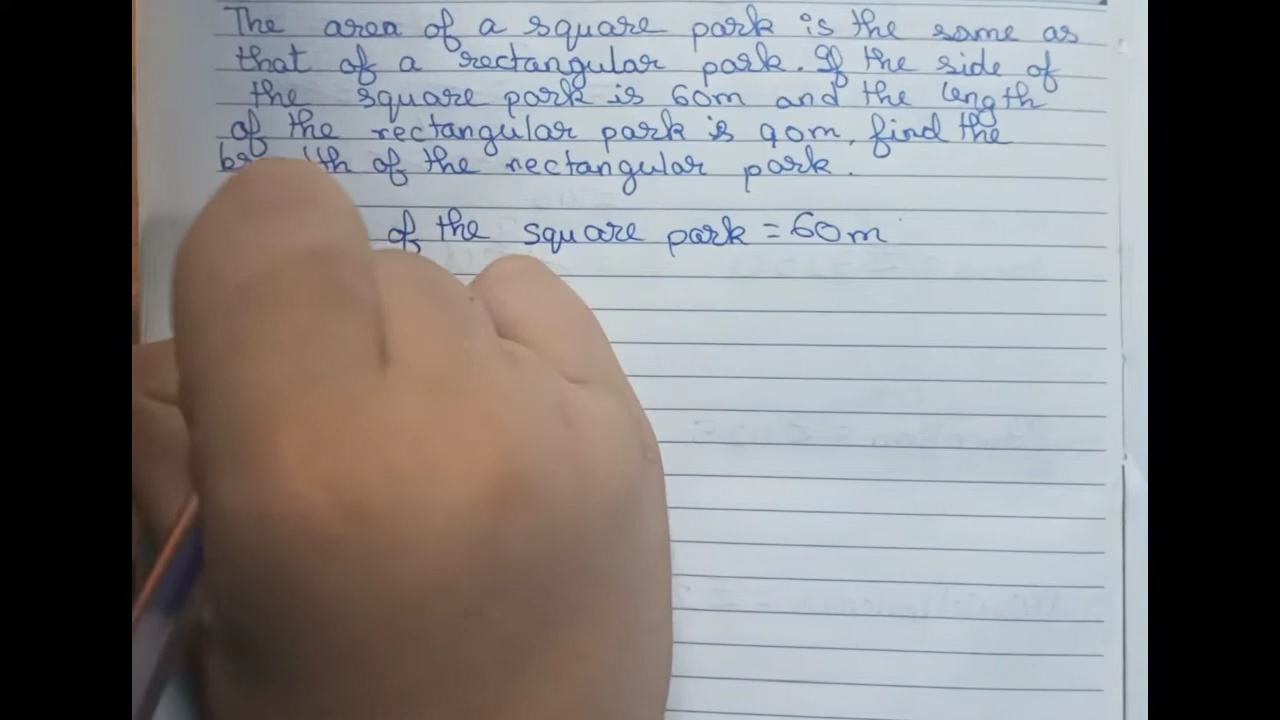 The area of a square park is the same as
that of a rectangular park. If the side of
the square park is 60m and the length
of the rectangular park is 90m, find the
of the rectangular park.
of the square park = 60m